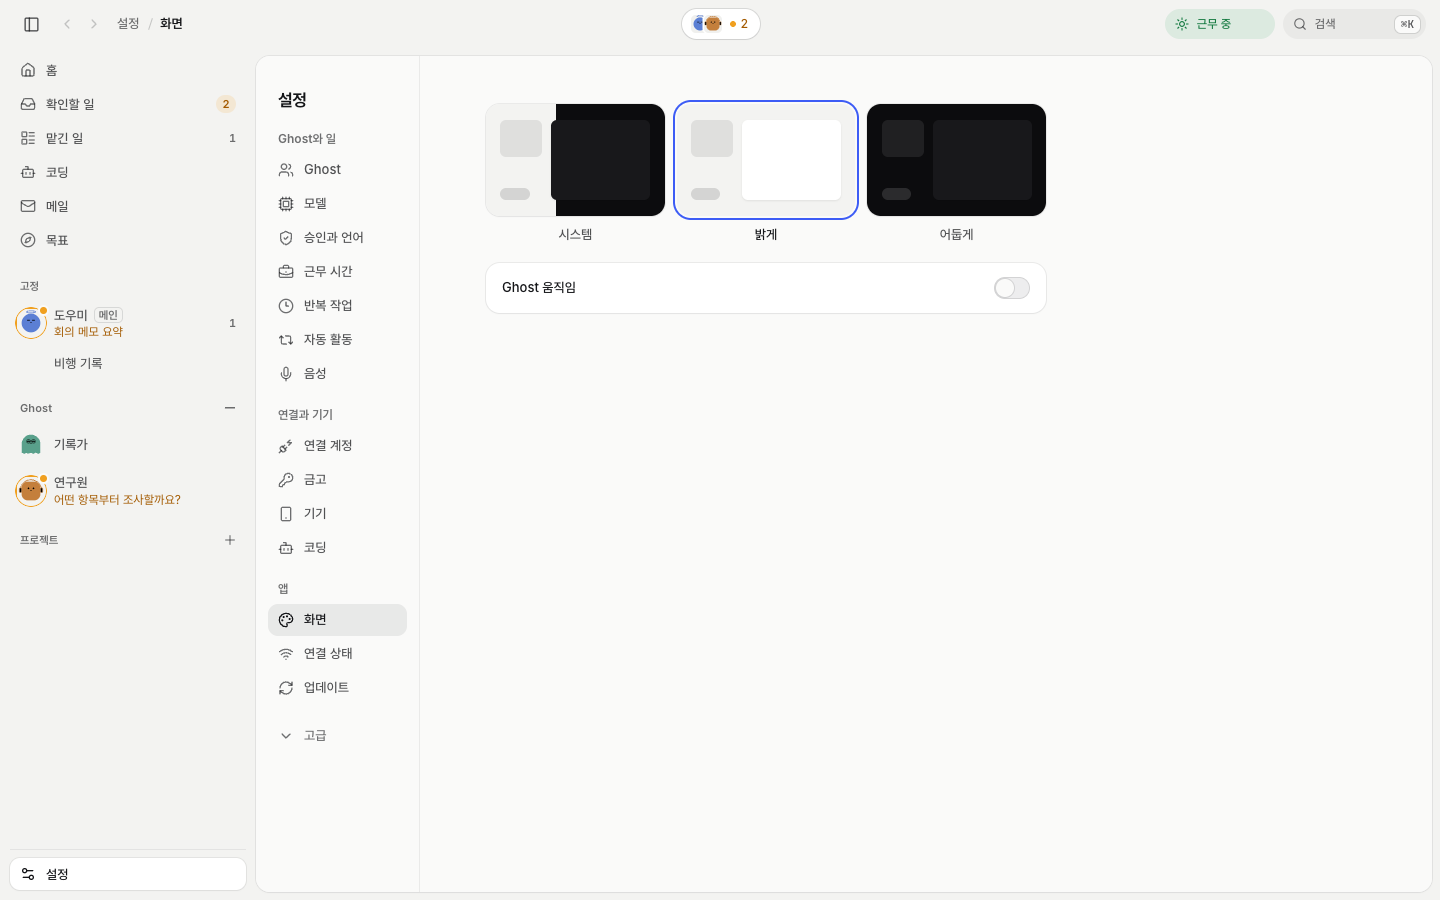 설정 / 화면
2
근무 중
검색 ⌘K
홈
확인할 일 2
맡긴 일 1
코딩
메일
목표
고정
도우미 메인
회의 메모 요약
1
비행 기록
Ghost
기록가
연구원
어떤 항목부터 조사할까요?
프로젝트
설정
설정
Ghost와 일
Ghost
모델
승인과 언어
근무 시간
반복 작업
자동 활동
음성
연결과 기기
연결 계정
금고
기기
코딩
앱
화면
연결 상태
업데이트
고급
시스템
밝게
어둡게
Ghost 움직임